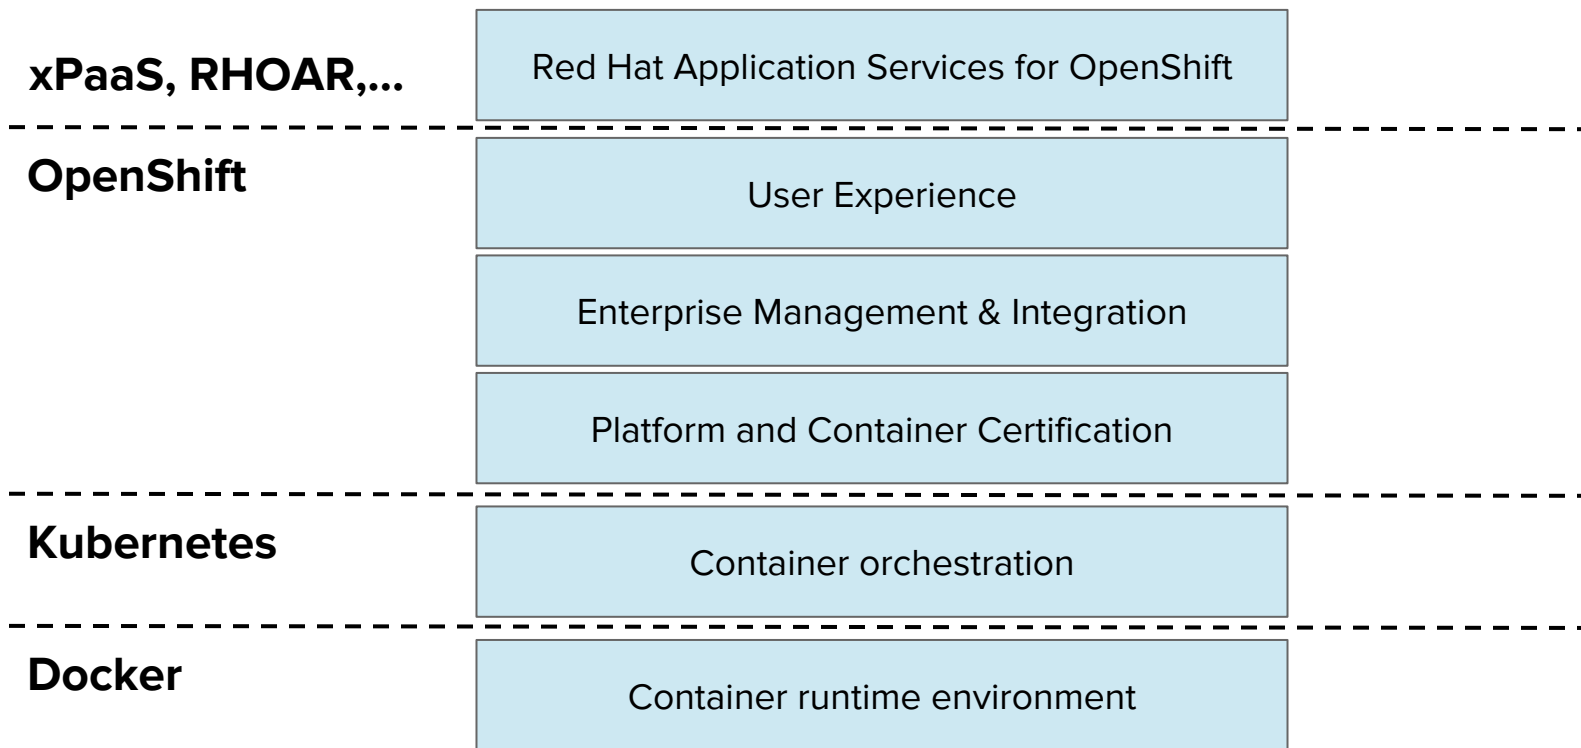 xPaaS, RHOAR,...
Red Hat Application Services for OpenShift
OpenShift
User Experience
Enterprise Management & Integration
Platform and Container Certification
Kubernetes
Container orchestration
Docker
Container runtime environment